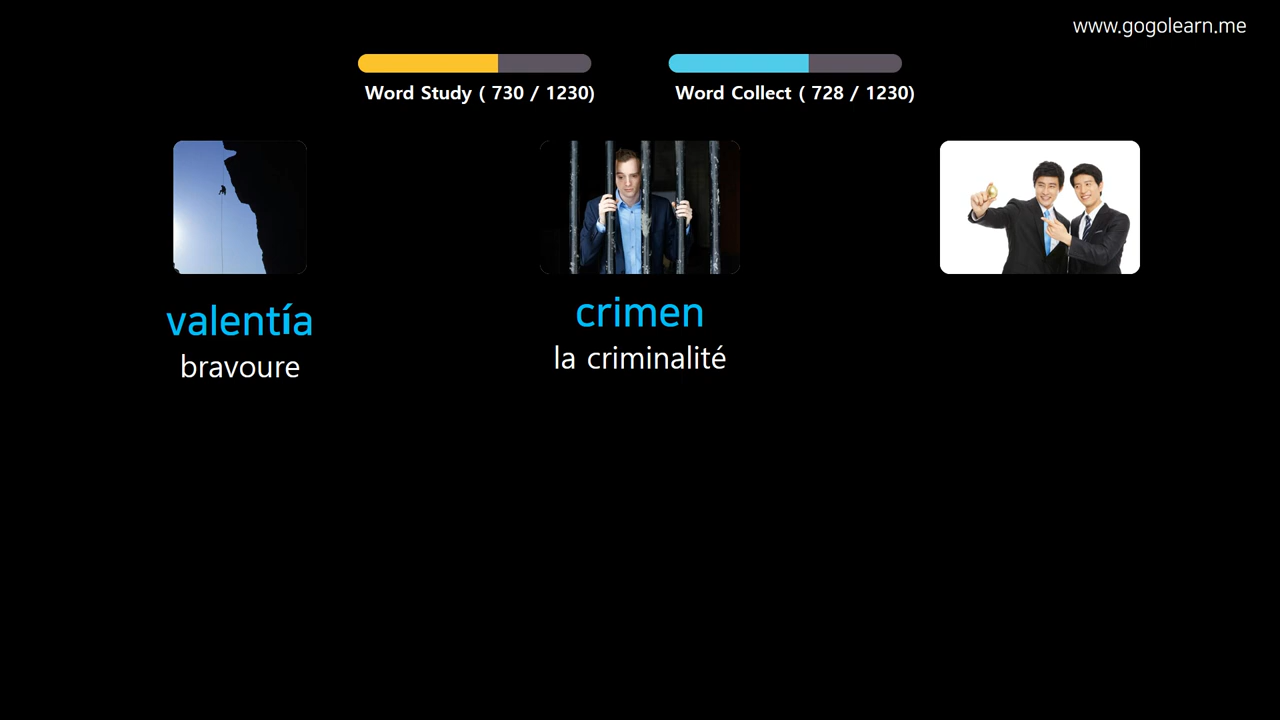 www.gogolearn.me
Word Study ( 730 / 1230)
Word Collect ( 728 / 1230)
valentía
bravoure
crimen
la criminalité